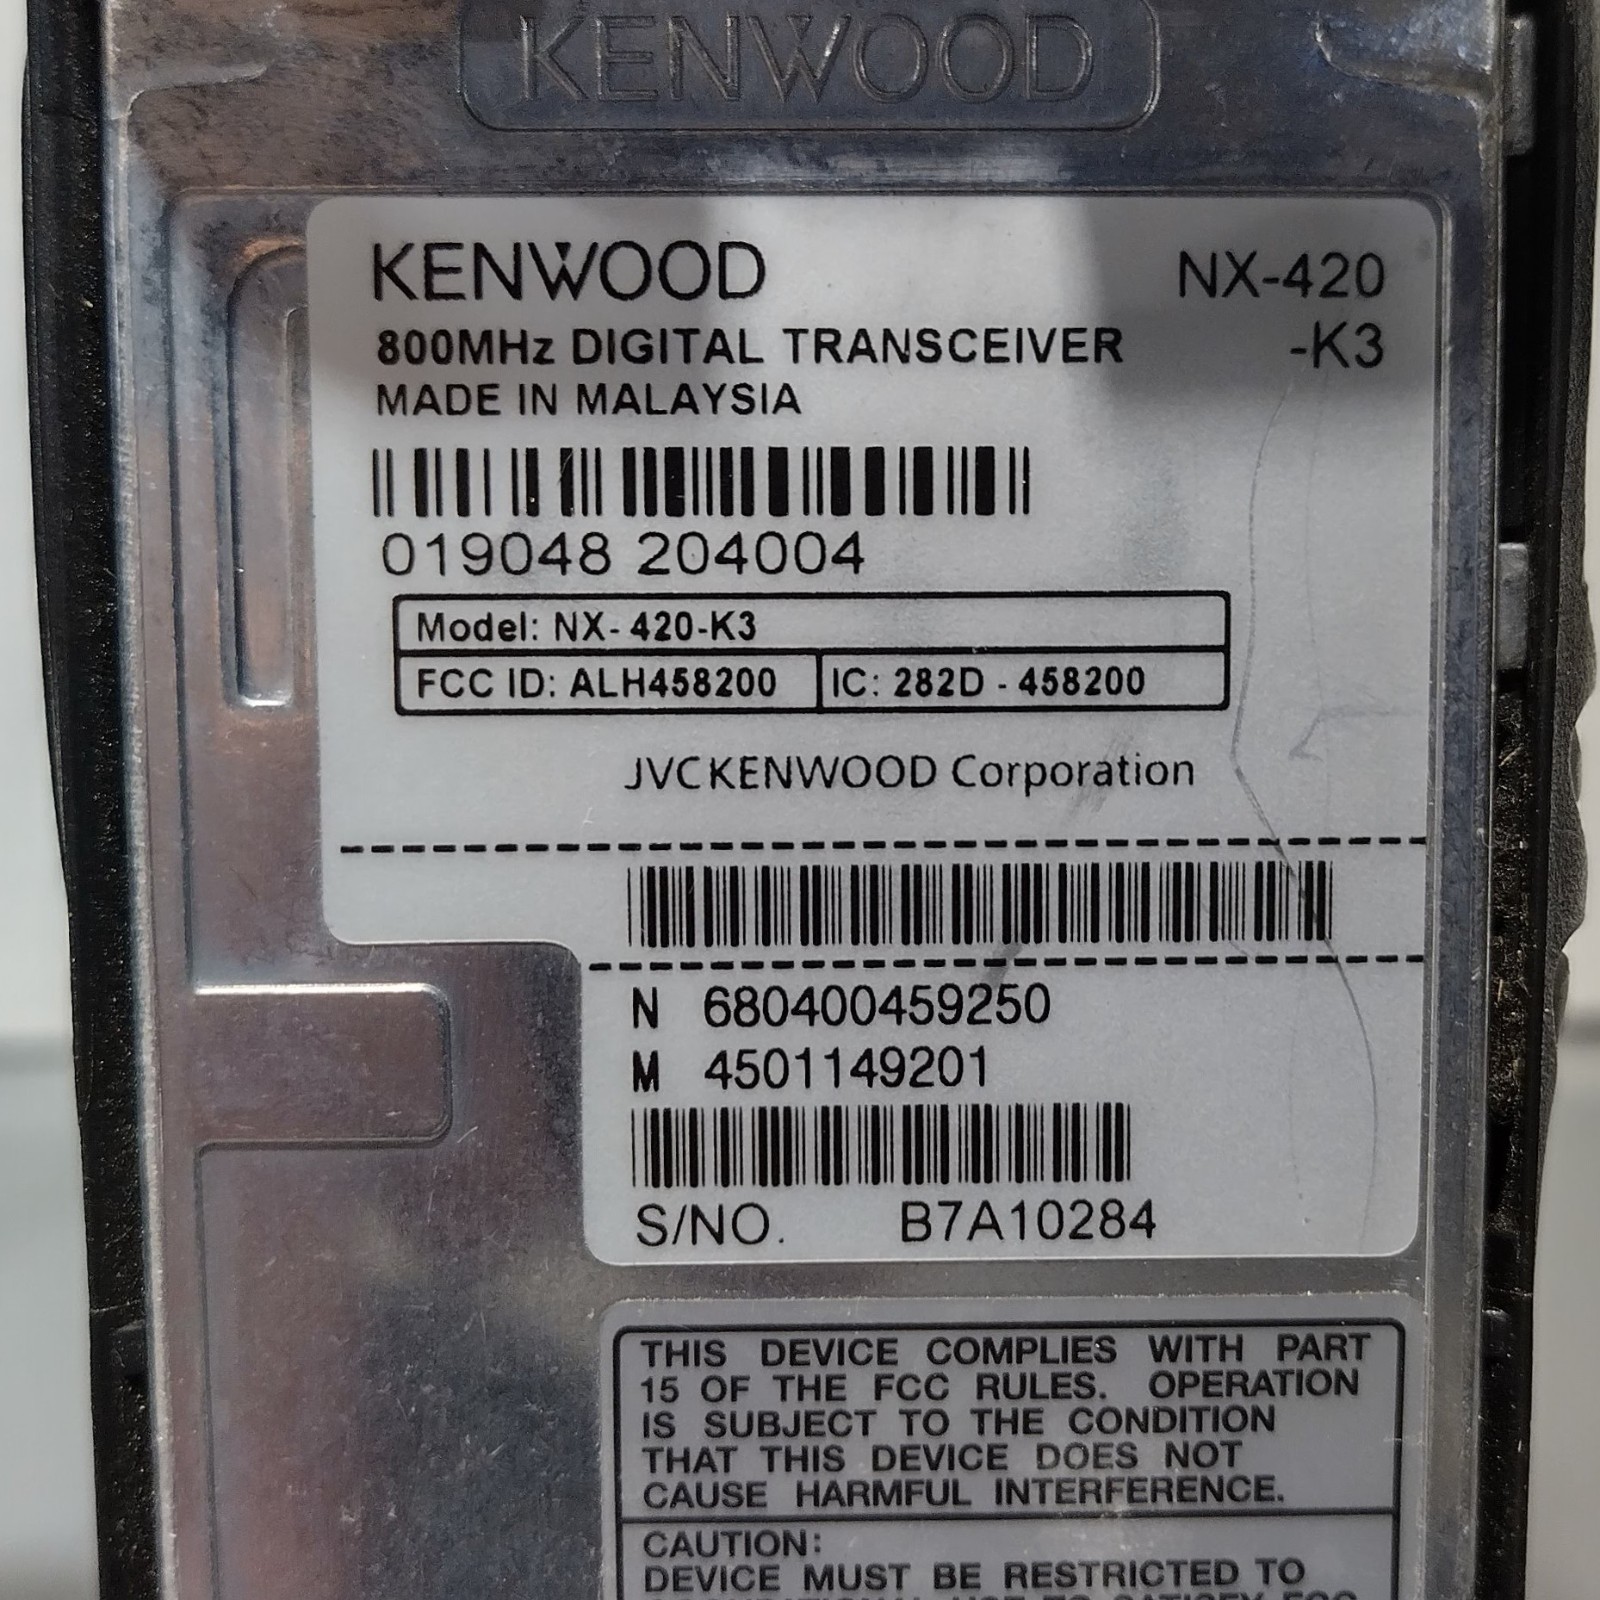 KENWOOD
KENWOOD NX-420
800MHz DIGITAL TRANSCEIVER -K3
MADE IN MALAYSIA
019048 204004
Model: NX- 420-K3
FCC ID: ALH458200 IC: 282D - 458200
JVCKENWOOD Corporation
N 680400459250
M 4501149201
S/NO. B7A10284
THIS DEVICE COMPLIES WITH PART
15 OF THE FCC RULES. OPERATION
IS SUBJECT TO THE CONDITION
THAT THIS DEVICE DOES NOT
CAUSE HARMFUL INTERFERENCE.
CAUTION:
DEVICE MUST BE RESTRICTED TO